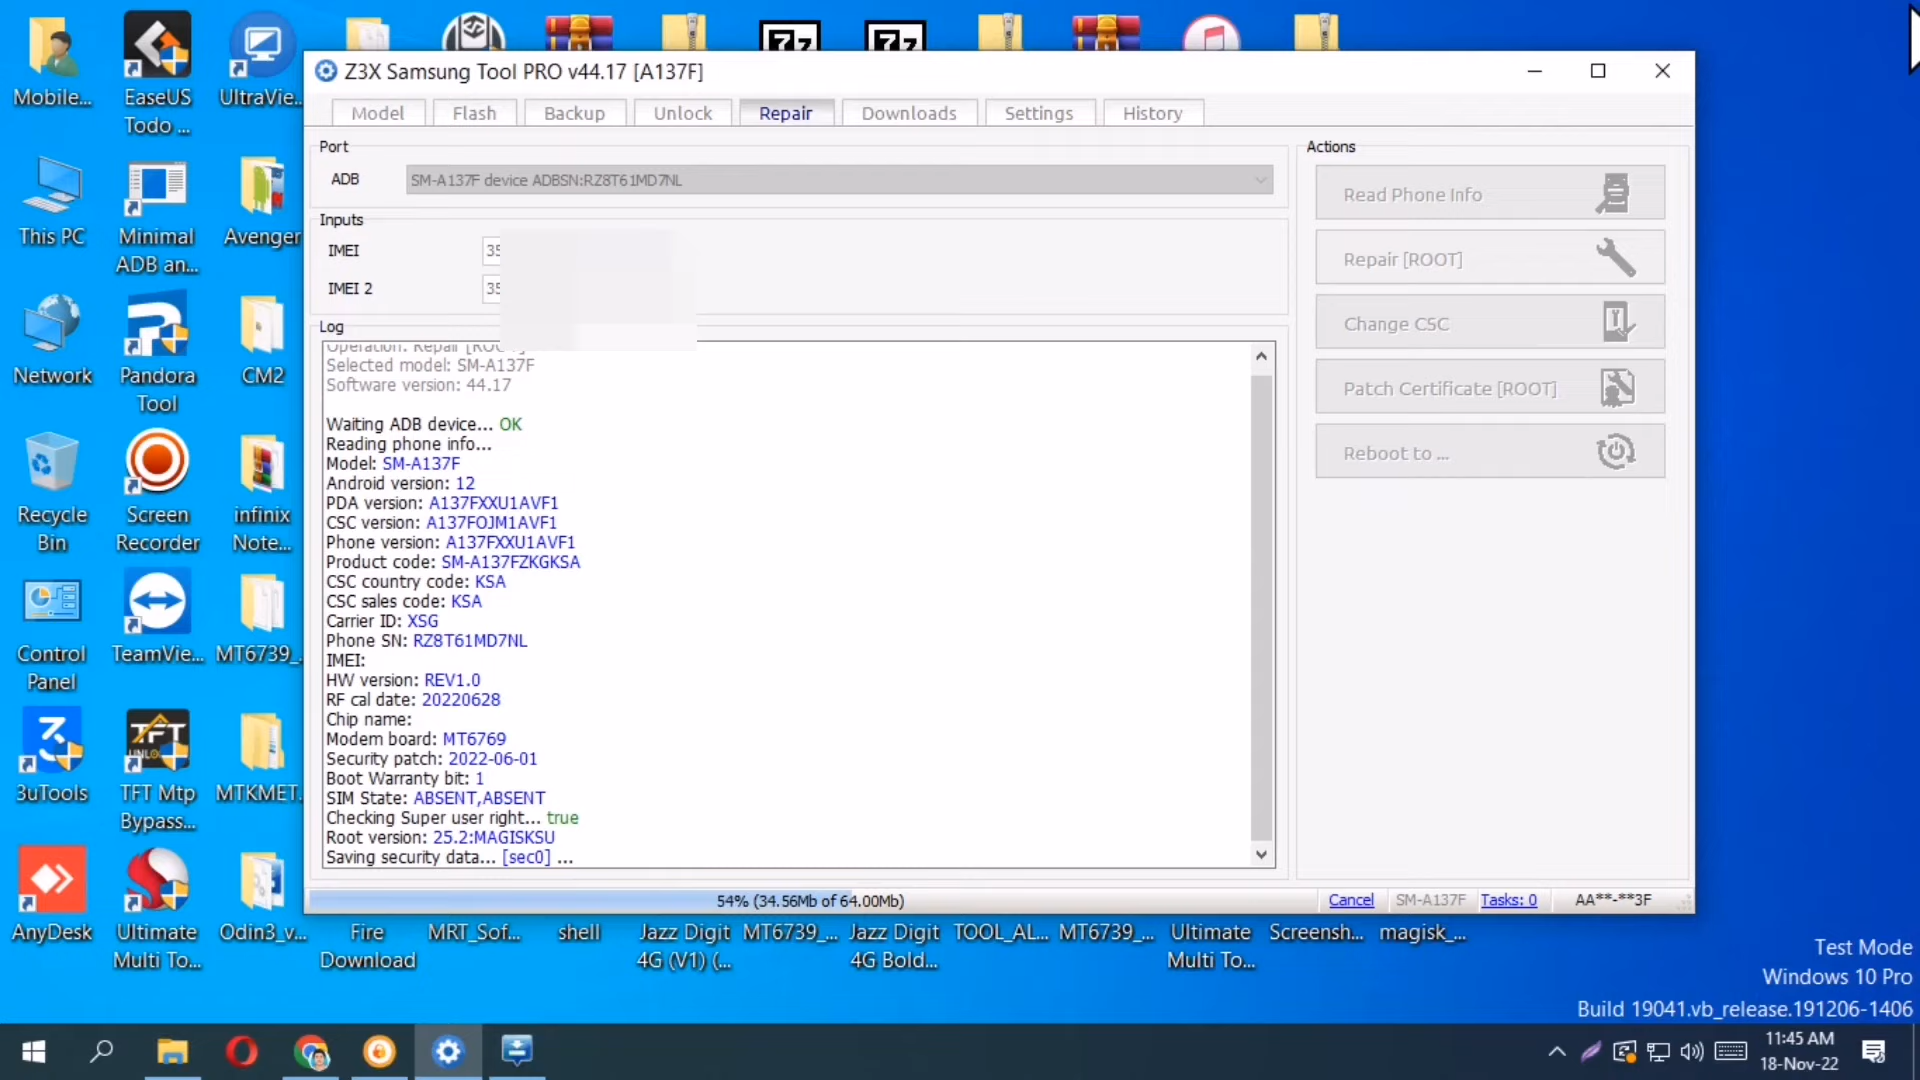 Mobile...
EaseUS
Todo ...
UltraVie...
Z3X Samsung Tool PRO v44.17 [A137F]
Model
Flash
Backup
Unlock
Repair
Downloads
Settings
History
Port
ADB
SM-A137F device ADBSN:RZ8T61MD7NL
Inputs
IMEI
35
IMEI 2
35
Log
Operation: Repair [ROOT]
Selected model: SM-A137F
Software version: 44.17
Waiting ADB device... OK
Reading phone info...
Model: SM-A137F
Android version: 12
PDA version: A137FXXU1AVF1
CSC version: A137FOJM1AVF1
Phone version: A137FXXU1AVF1
Product code: SM-A137FZKGKSA
CSC country code: KSA
CSC sales code: KSA
Carrier ID: XSG
Phone SN: RZ8T61MD7NL
IMEI:
HW version: REV1.0
RF cal date: 20220628
Chip name:
Modem board: MT6769
Security patch: 2022-06-01
Boot Warranty bit: 1
SIM State: ABSENT,ABSENT
Checking Super user right... true
Root version: 25.2:MAGISKSU
Saving security data... [sec0] ...
Actions
Read Phone Info
Repair [ROOT]
Change CSC
Patch Certificate [ROOT]
Reboot to ...
54% (34.56Mb of 64.00Mb)
Cancel
SM-A137F
Tasks: 0
AA**-**3F
This PC
Minimal
ADB an...
Avenger
Network
Pandora
Tool
CM2
Recycle
Bin
Screen
Recorder
infinix
Note...
Control
Panel
TeamVie...
MT6739_...
3uTools
TFT Mtp
Bypass...
MTKMET...
AnyDesk
Ultimate
Multi To...
Odin3_v...
Fire
Download
MRT_Sof...
shell
Jazz Digit
4G (V1) (...
MT6739_...
Jazz Digit
4G Bold...
TOOL_AL...
MT6739_...
Ultimate
Multi To...
Screensh...
magisk_...
Test Mode
Windows 10 Pro
Build 19041.vb_release.191206-1406
11:45 AM
18-Nov-22